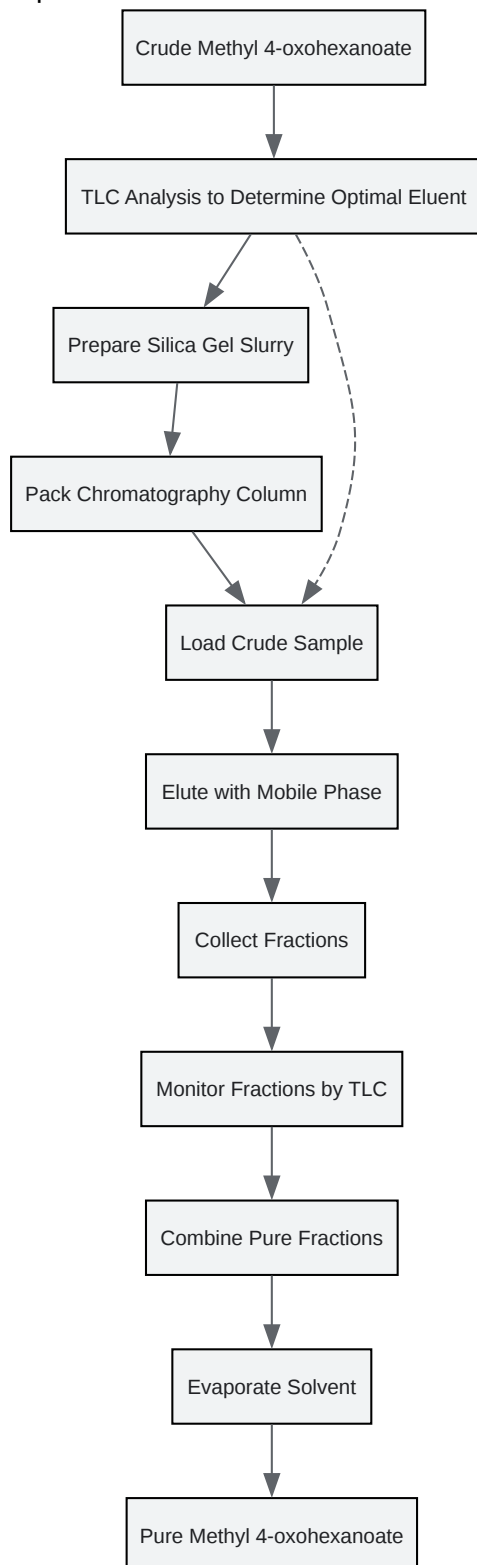 Crude Methyl 4-oxohexanoate
TLC Analysis to Determine Optimal Eluent
Prepare Silica Gel Slurry
Pack Chromatography Column
Load Crude Sample
Elute with Mobile Phase
Collect Fractions
Monitor Fractions by TLC
Combine Pure Fractions
Evaporate Solvent
Pure Methyl 4-oxohexanoate